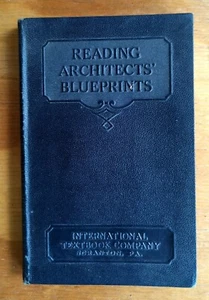 READING
ARCHITECTS'
BLUEPRINTS
INTERNATIONAL
TEXTBOOK COMPANY
SCRANTON, PA.